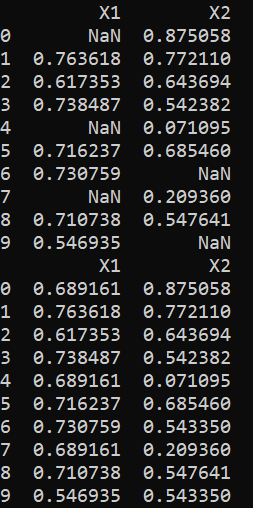 X1 X2
0 NaN 0.875058
1 0.763618 0.772110
2 0.617353 0.643694
3 0.738487 0.542382
4 NaN 0.071095
5 0.716237 0.685460
6 0.730759 NaN
7 NaN 0.209360
8 0.710738 0.547641
9 0.546935 NaN
X1 X2
0 0.689161 0.875058
1 0.763618 0.772110
2 0.617353 0.643694
3 0.738487 0.542382
4 0.689161 0.071095
5 0.716237 0.685460
6 0.730759 0.543350
7 0.689161 0.209360
8 0.710738 0.547641
9 0.546935 0.543350